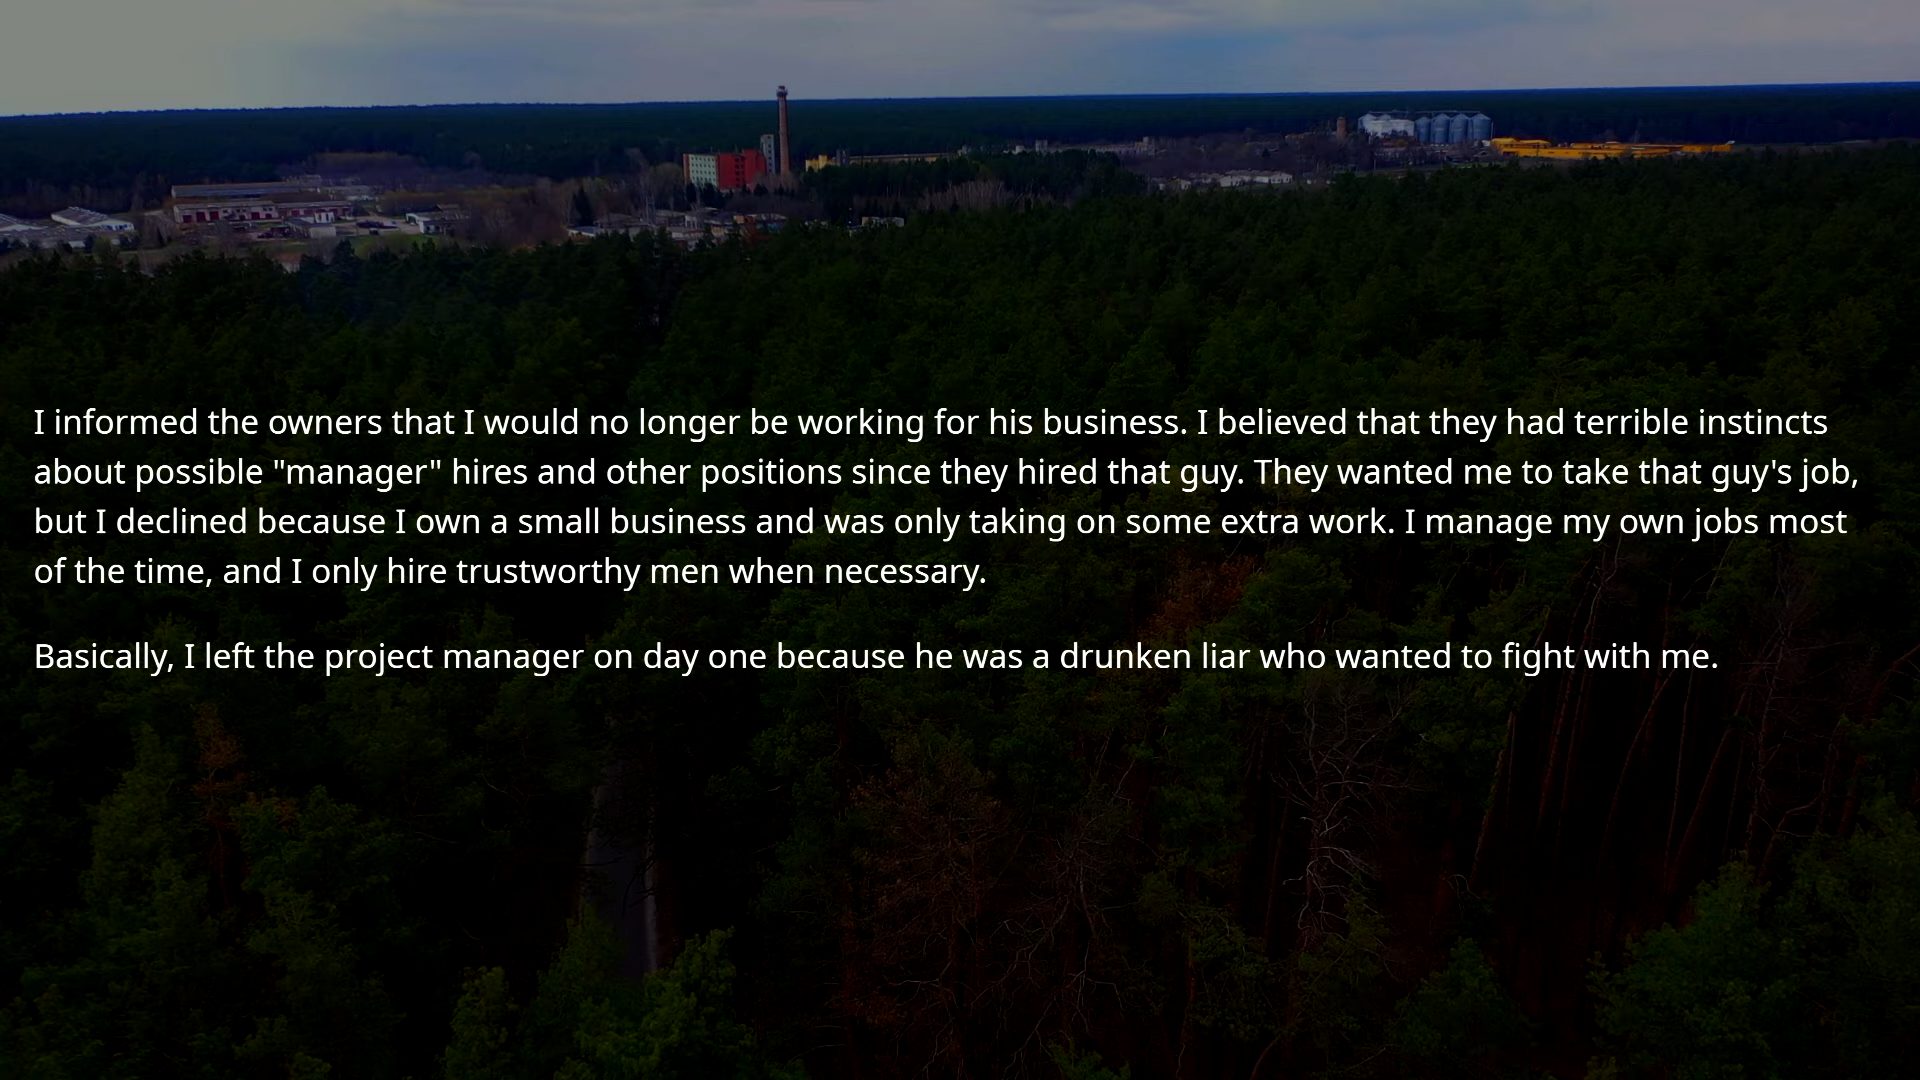 I informed the owners that I would no longer be working for his business. I believed that they had terrible instincts
about possible "manager" hires and other positions since they hired that guy. They wanted me to take that guy's job,
but I declined because I own a small business and was only taking on some extra work. I manage my own jobs most
of the time, and I only hire trustworthy men when necessary.
Basically, I left the project manager on day one because he was a drunken liar who wanted to fight with me.